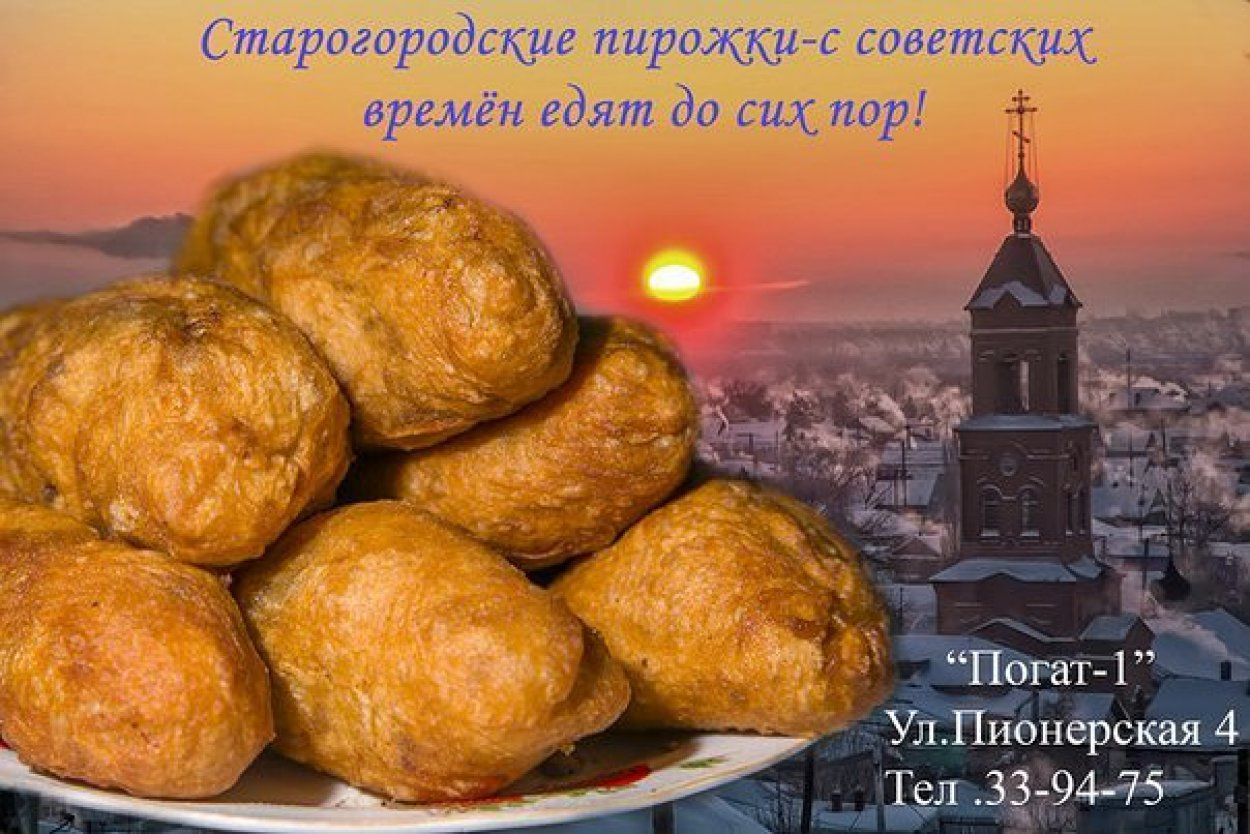 Старогородские пирожки-с советских
времён едят до сих пор!
“Погат-1”
Ул.Пионерская 4
Тел .33-94-75